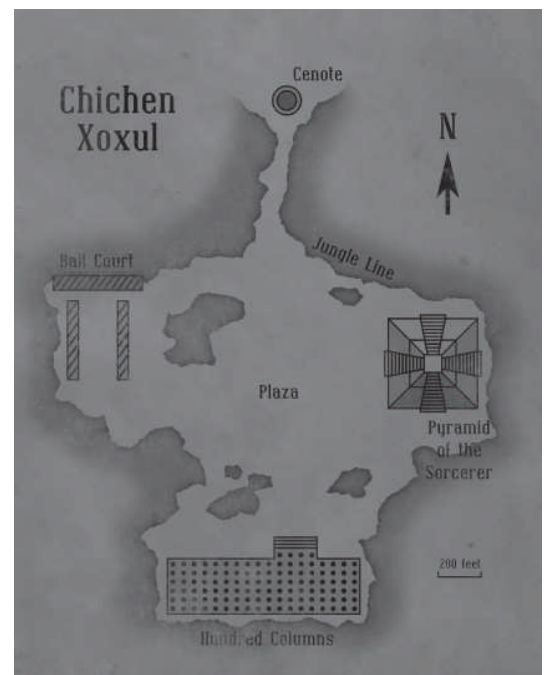 Cenote
Chichen
Xoxul
N
Jungle Line
Ball Court
Plaza
Pyramid
of the
Sorcerer
200 feet
Hundred Columns